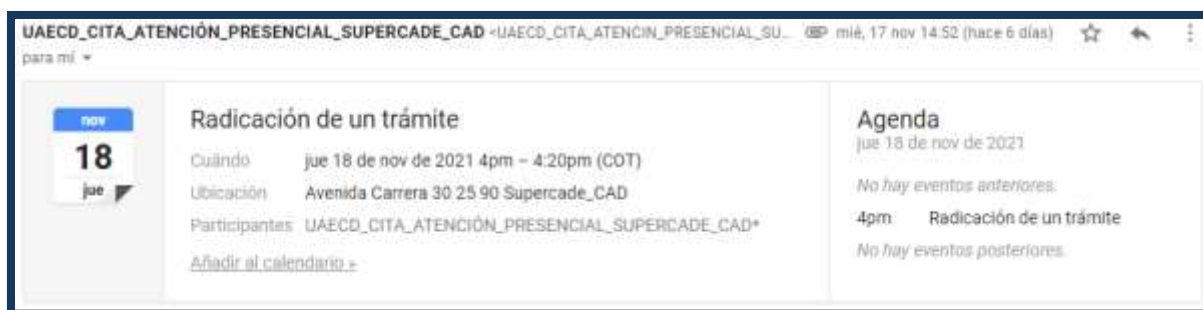 UAECD_CITA_ATENCIÓN_PRESENCIAL_SUPERCADE_CAD <UAECD_CITA_ATENCIN_PRESENCIAL_SU... mié, 17 nov 14:52 (hace 6 días)
para mí
nov
18
jue
Radicación de un trámite
Cuándo jue 18 de nov de 2021 4pm – 4:20pm (COT)
Ubicación Avenida Carrera 30 25 90 Supercade_CAD
Participantes UAECD_CITA_ATENCIÓN_PRESENCIAL_SUPERCADE_CAD*
Añadir al calendario »
Agenda
jue 18 de nov de 2021
No hay eventos anteriores.
4pm Radicación de un trámite
No hay eventos posteriores.